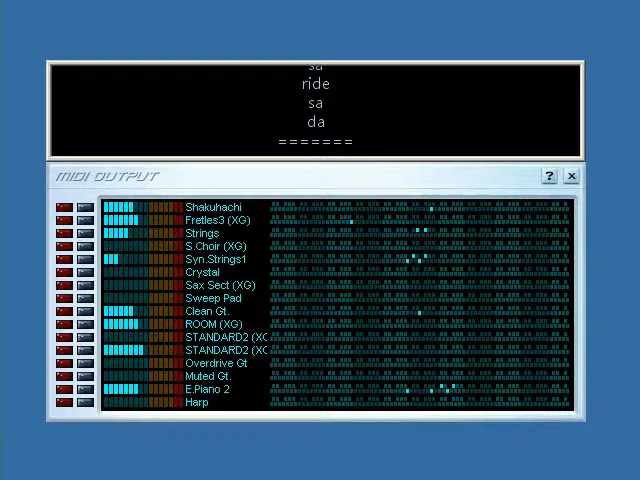 sa
ride
sa
da
=======
MIDI OUTPUT
? ×
Shakuhachi
Fretles3 (XG)
Strings
S.Choir (XG)
Syn.Strings1
Crystal
Sax Sect (XG)
Sweep Pad
Clean Gt.
ROOM (XG)
STANDARD2 (XG
STANDARD2 (XG
Overdrive Gt
Muted Gt.
E.Piano 2
Harp